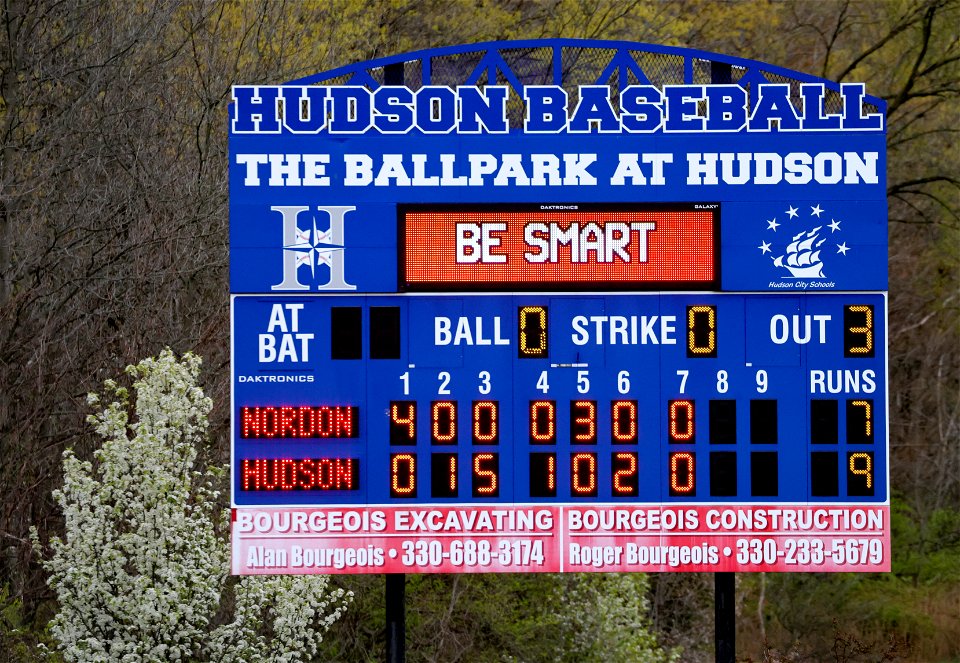 HUDSON BASEBALL
THE BALLPARK AT HUDSON
DAKTRONICS GALAXY
H BE SMART
Hudson City Schools
AT BAT BALL 0 STRIKE 0 OUT 3
DAKTRONICS
1 2 3 4 5 6 7 8 9 RUNS
MORDON 4 0 0 0 3 0 0 7
HUDSON 0 1 5 1 0 2 0 9
BOURGEOIS EXCAVATING BOURGEOIS CONSTRUCTION
Alan Bourgeois • 330-688-3174 Roger Bourgeois • 330-233-5679